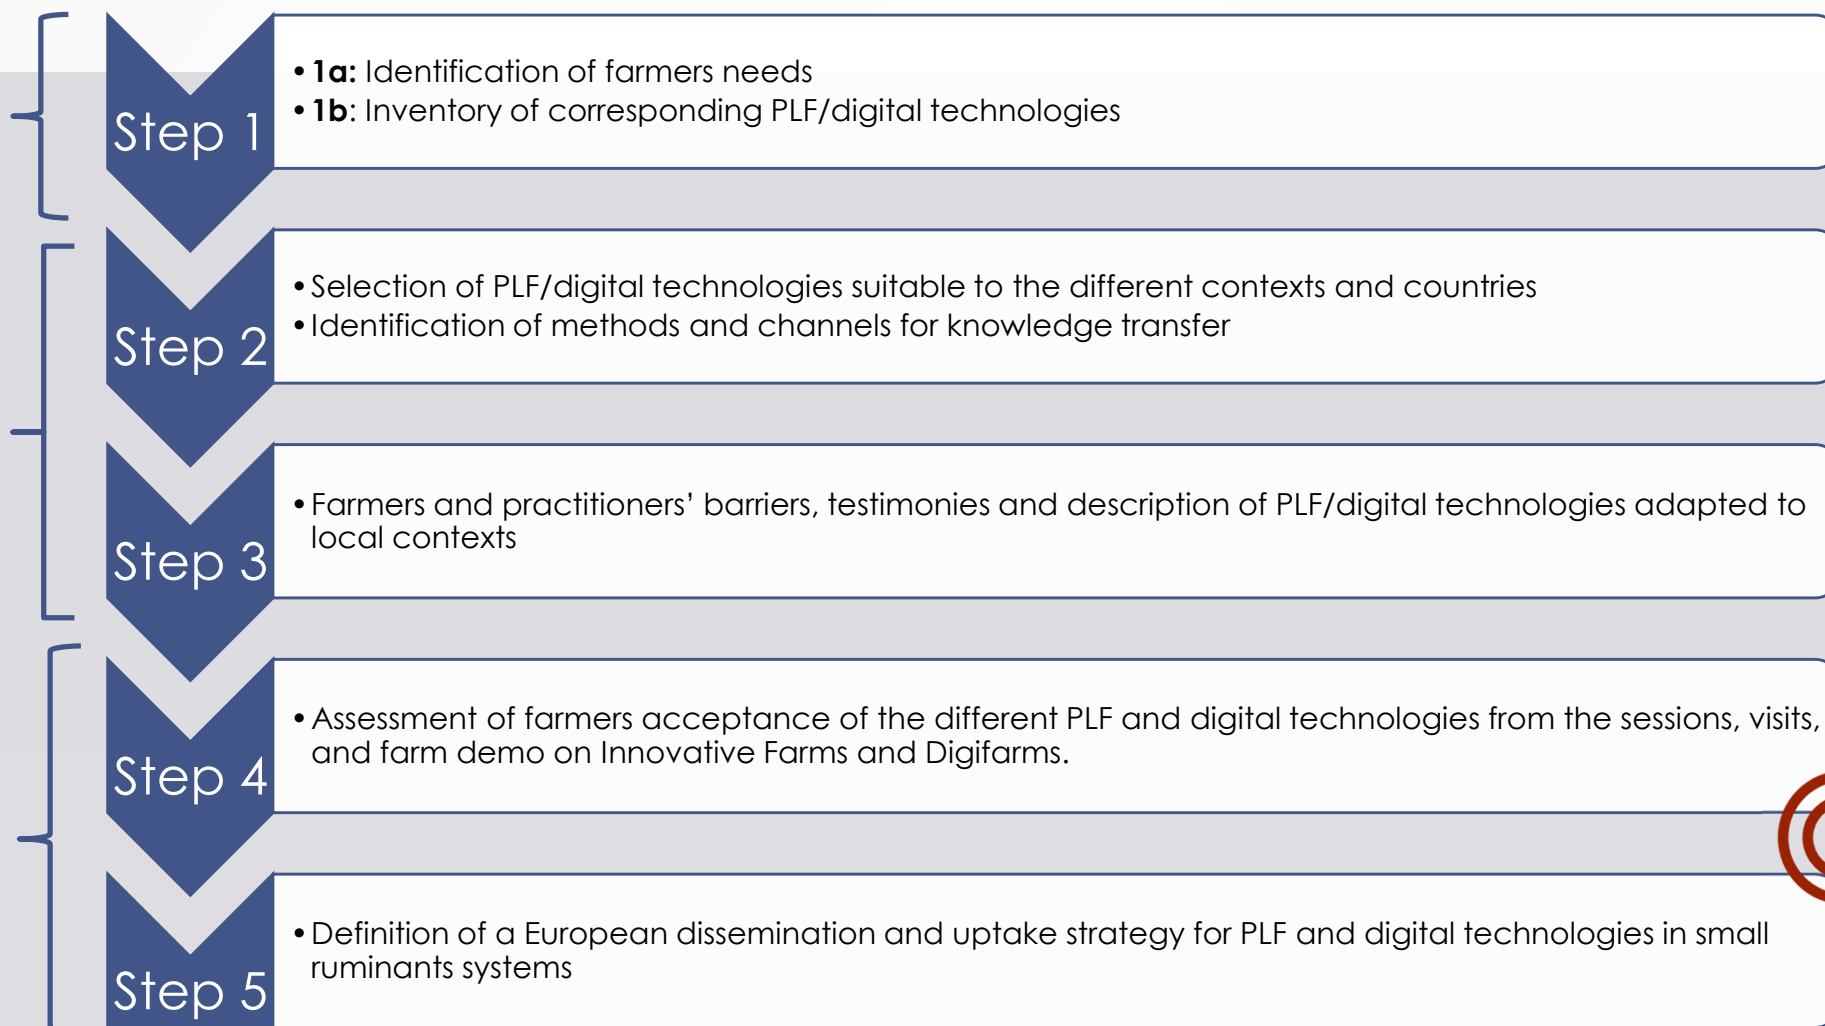 Step 1
• 1a: Identification of farmers needs
• 1b: Inventory of corresponding PLF/digital technologies
Step 2
• Selection of PLF/digital technologies suitable to the different contexts and countries
• Identification of methods and channels for knowledge transfer
Step 3
• Farmers and practitioners’ barriers, testimonies and description of PLF/digital technologies adapted to
local contexts
Step 4
• Assessment of farmers acceptance of the different PLF and digital technologies from the sessions, visits,
and farm demo on Innovative Farms and Digifarms.
Step 5
• Definition of a European dissemination and uptake strategy for PLF and digital technologies in small
ruminants systems